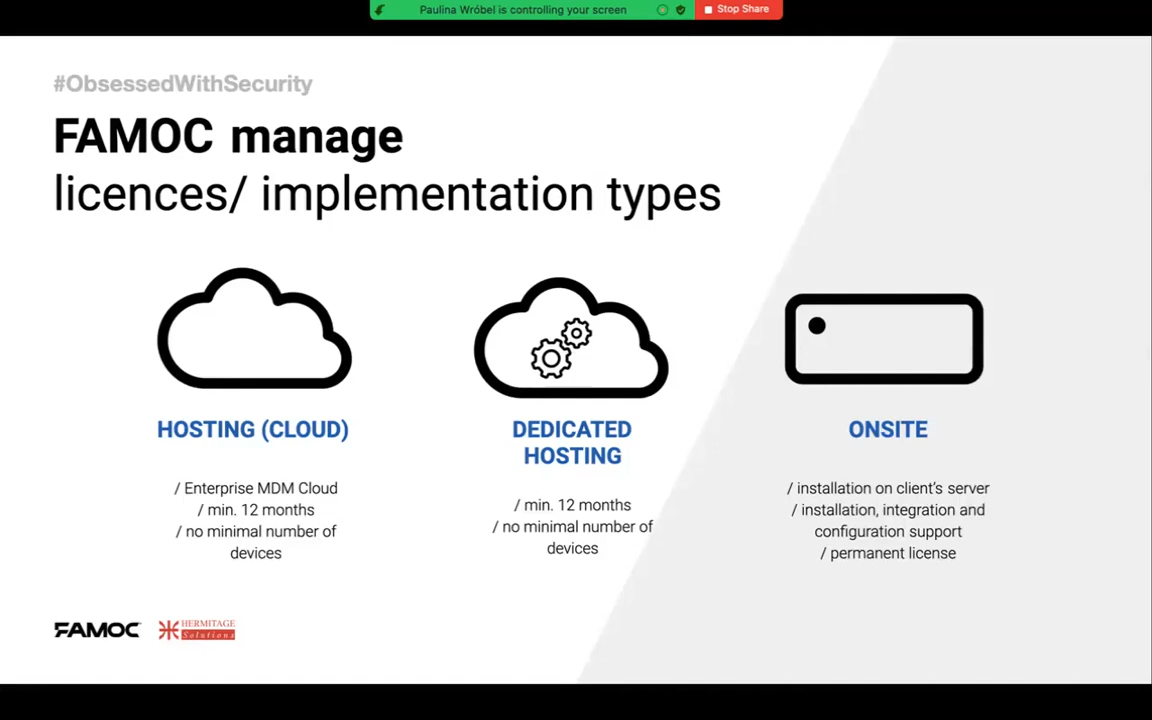 Paulina Wróbel is controlling your screen
Stop Share
#ObsessedWithSecurity
FAMOC manage
licences/ implementation types
HOSTING (CLOUD)
/ Enterprise MDM Cloud
/ min. 12 months
/ no minimal number of
devices
DEDICATED
HOSTING
/ min. 12 months
/ no minimal number of
devices
ONSITE
/ installation on client's server
/ installation, integration and
configuration support
/ permanent license
FAMOC
HERMITAGE
Solutions